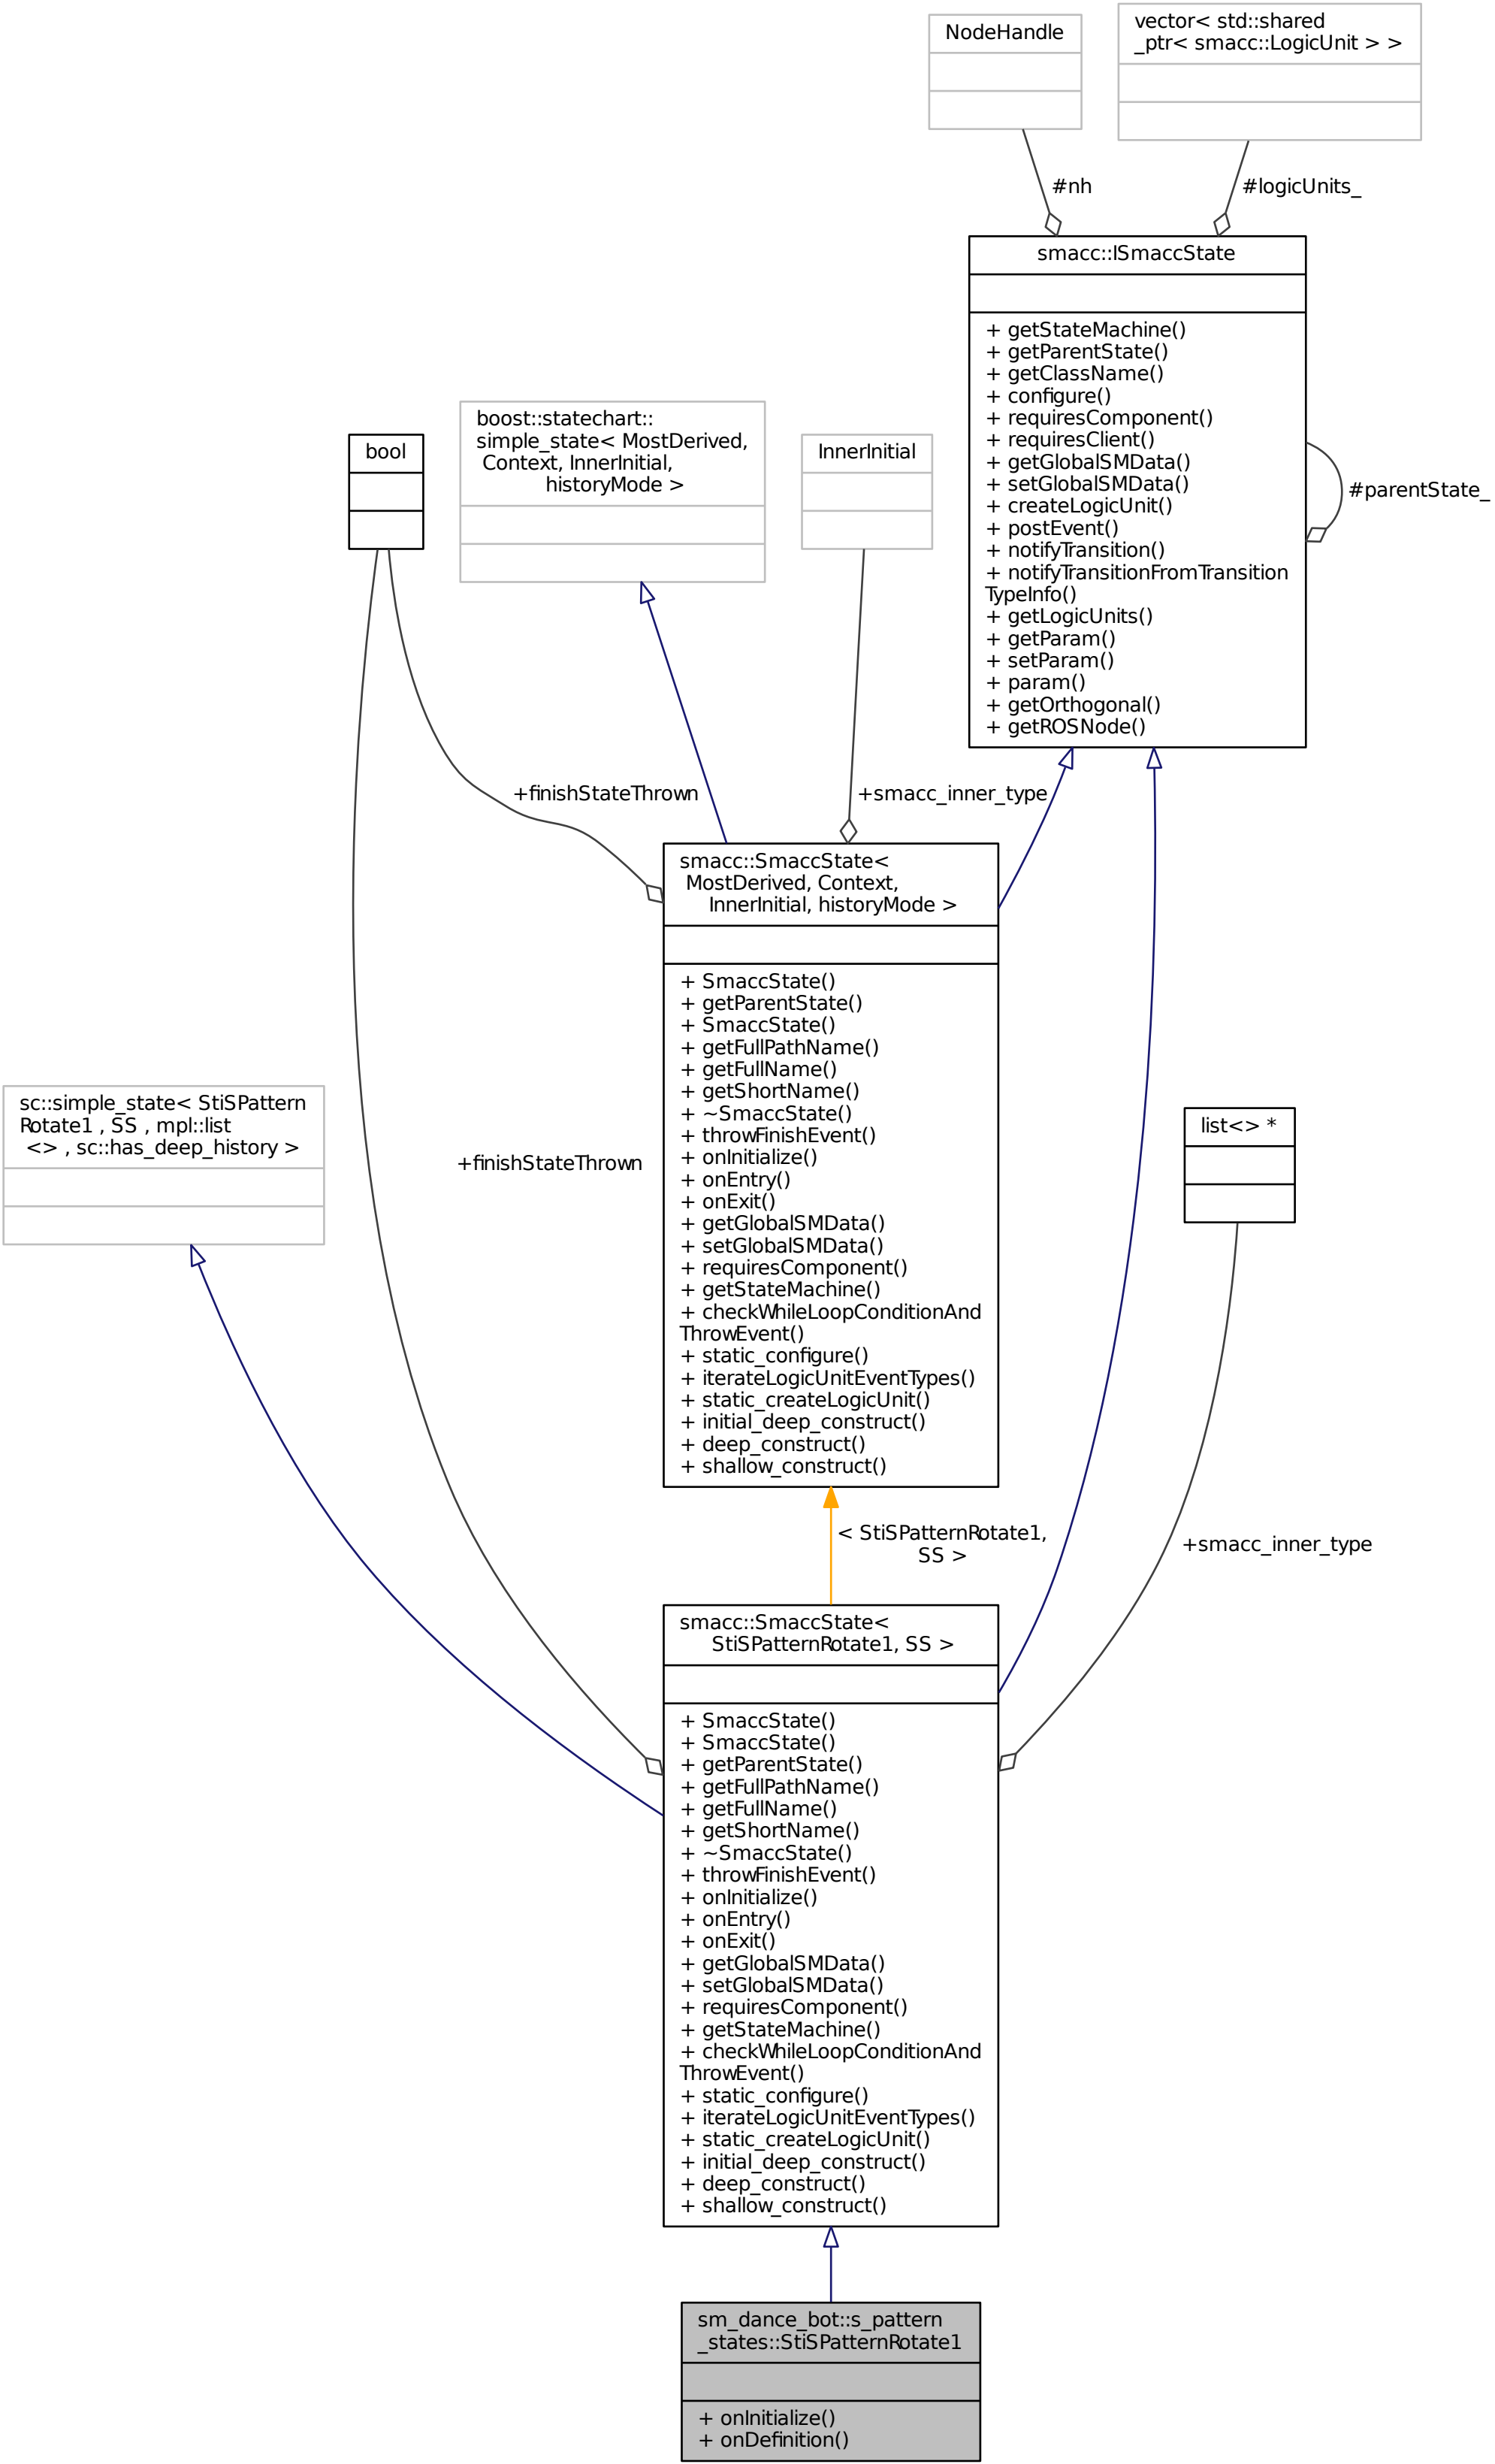 NodeHandle
vector< std::shared
_ptr< smacc::LogicUnit > >
#nh
#logicUnits_
smacc::ISmaccState
+ getStateMachine()
+ getParentState()
+ getClassName()
+ configure()
+ requiresComponent()
+ requiresClient()
+ getGlobalSMData()
+ setGlobalSMData()
+ createLogicUnit()
+ postEvent()
+ notifyTransition()
+ notifyTransitionFromTransition
TypeInfo()
+ getLogicUnits()
+ getParam()
+ setParam()
+ param()
+ getOrthogonal()
+ getROSNode()
#parentState_
bool
boost::statechart::
simple_state< MostDerived,
Context, InnerInitial,
historyMode >
InnerInitial
+finishStateThrown
+smacc_inner_type
smacc::SmaccState<
MostDerived, Context,
InnerInitial, historyMode >
+ SmaccState()
+ getParentState()
+ SmaccState()
+ getFullPathName()
+ getFullName()
+ getShortName()
+ ~SmaccState()
+ throwFinishEvent()
+ onInitialize()
+ onEntry()
+ onExit()
+ getGlobalSMData()
+ setGlobalSMData()
+ requiresComponent()
+ getStateMachine()
+ checkWhileLoopConditionAnd
ThrowEvent()
+ static_configure()
+ iterateLogicUnitEventTypes()
+ static_createLogicUnit()
+ initial_deep_construct()
+ deep_construct()
+ shallow_construct()
sc::simple_state< StiSPattern
Rotate1 , SS , mpl::list
<> , sc::has_deep_history >
+finishStateThrown
list<> *
< StiSPatternRotate1,
SS >
+smacc_inner_type
smacc::SmaccState<
StiSPatternRotate1, SS >
+ SmaccState()
+ SmaccState()
+ getParentState()
+ getFullPathName()
+ getFullName()
+ getShortName()
+ ~SmaccState()
+ throwFinishEvent()
+ onInitialize()
+ onEntry()
+ onExit()
+ getGlobalSMData()
+ setGlobalSMData()
+ requiresComponent()
+ getStateMachine()
+ checkWhileLoopConditionAnd
ThrowEvent()
+ static_configure()
+ iterateLogicUnitEventTypes()
+ static_createLogicUnit()
+ initial_deep_construct()
+ deep_construct()
+ shallow_construct()
sm_dance_bot::s_pattern
_states::StiSPatternRotate1
+ onInitialize()
+ onDefinition()